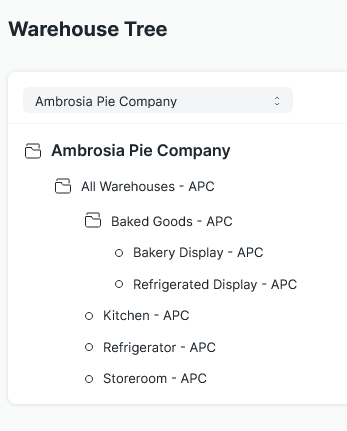 Warehouse Tree
Ambrosia Pie Company
Ambrosia Pie Company
All Warehouses - APC
Baked Goods - APC
Bakery Display - APC
Refrigerated Display - APC
Kitchen - APC
Refrigerator - APC
Storeroom - APC